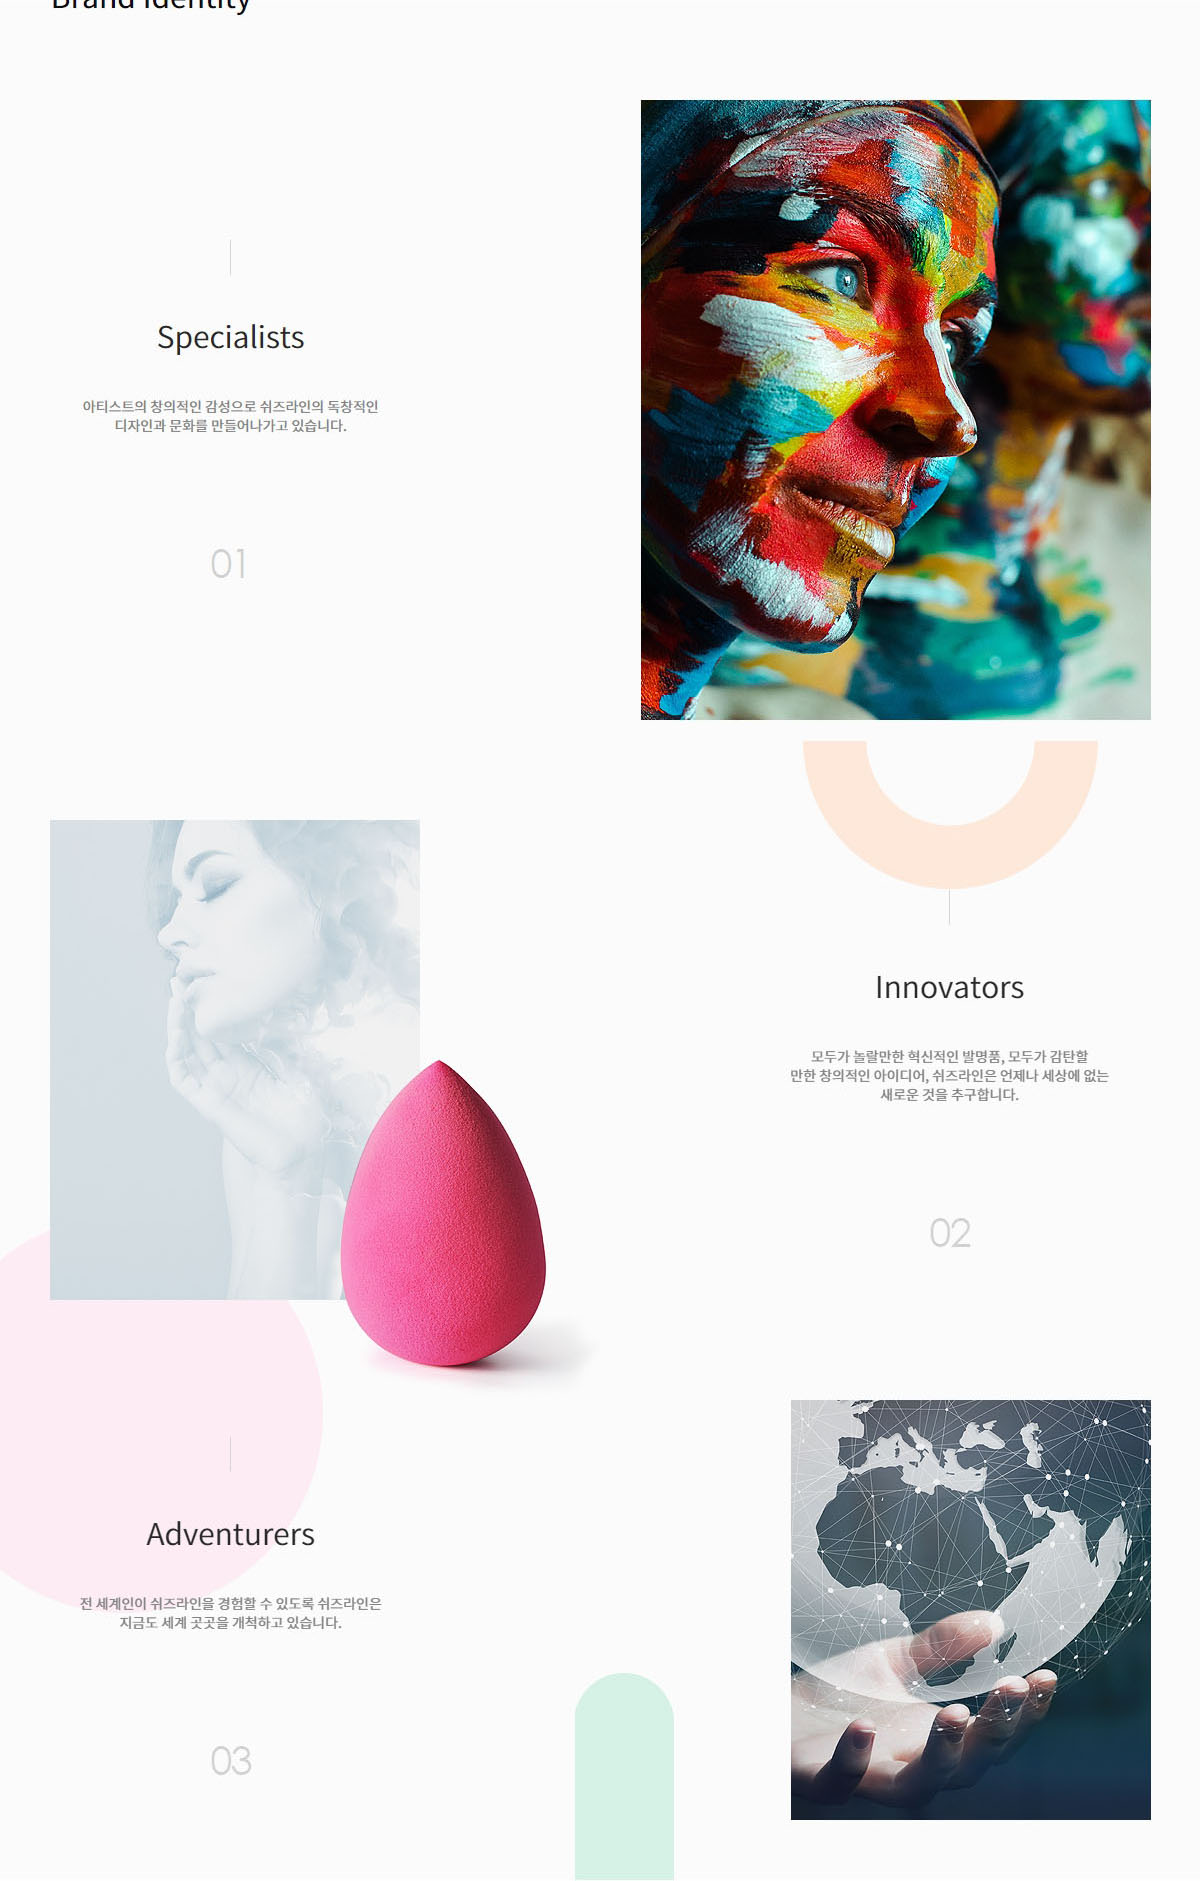 Brand Identity
Specialists
아티스트의 창의적인 감성으로 쉬즈라인의 독창적인
디자인과 문화를 만들어나가고 있습니다.
01
Innovators
모두가 놀랄만한 혁신적인 발명품, 모두가 감탄할
만한 창의적인 아이디어, 쉬즈라인은 언제나 세상에 없는
새로운 것을 추구합니다.
02
Adventurers
전 세계인이 쉬즈라인을 경험할 수 있도록 쉬즈라인은
지금도 세계 곳곳을 개척하고 있습니다.
03